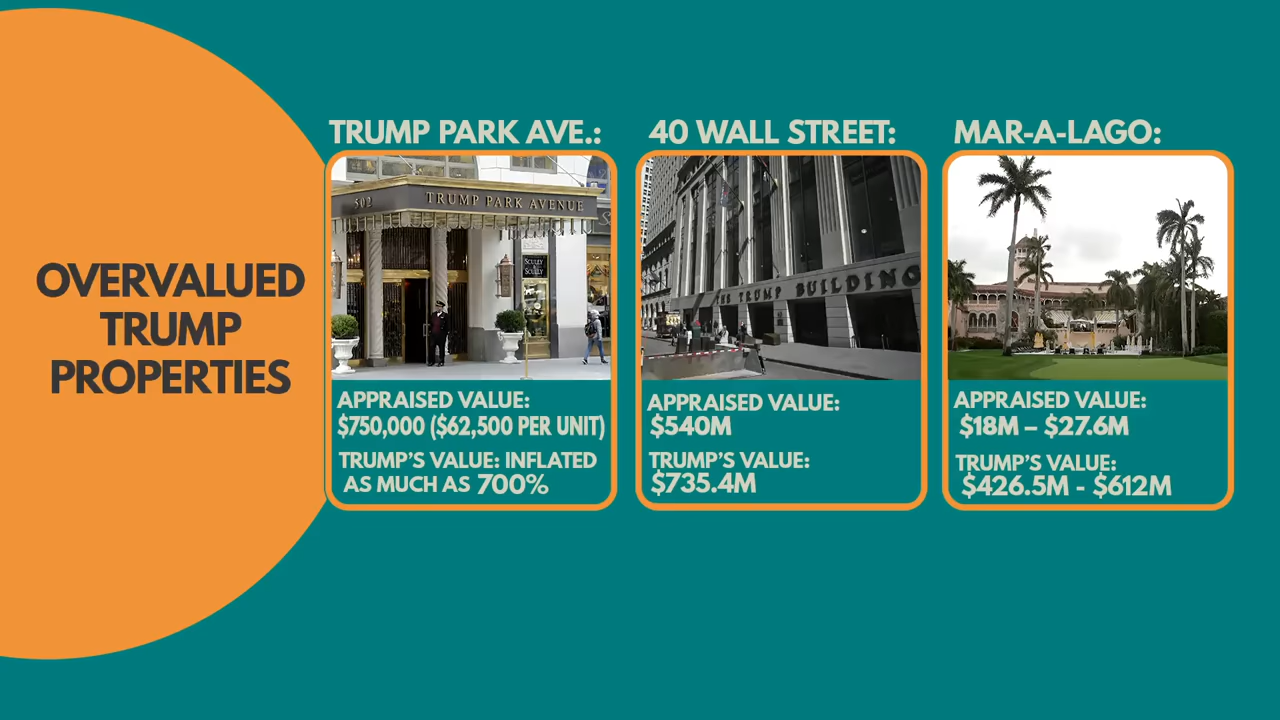 OVERVALUED
TRUMP
PROPERTIES
TRUMP PARK AVE.:
502 TRUMP PARK AVENUE
SCULLY
SCULLY
APPRAISED VALUE:
$750,000 ($62,500 PER UNIT)
TRUMP'S VALUE: INFLATED
AS MUCH AS 700%
40 WALL STREET:
THE TRUMP BUILDING
APPRAISED VALUE:
$540M
TRUMP'S VALUE:
$735.4M
MAR-A-LAGO:
APPRAISED VALUE:
$18M – $27.6M
TRUMP'S VALUE:
$426.5M - $612M